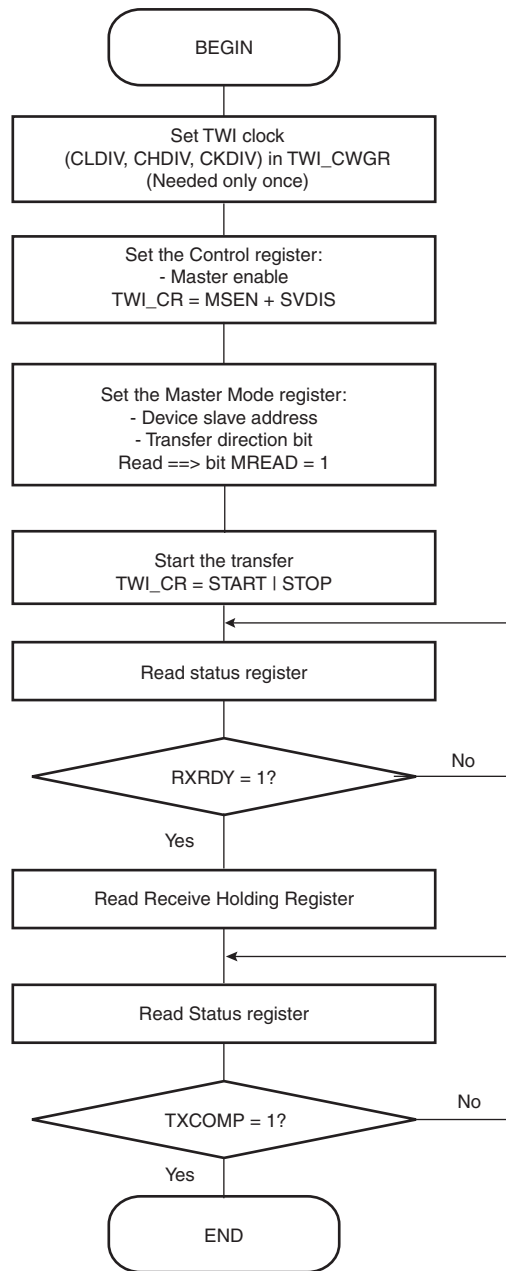 BEGIN
Set TWI clock
(CLDIV, CHDIV, CKDIV) in TWI_CWGR
(Needed only once)
Set the Control register:
- Master enable
TWI_CR = MSEN + SVDIS
Set the Master Mode register:
- Device slave address
- Transfer direction bit
Read ==> bit MREAD = 1
Start the transfer
TWI_CR = START | STOP
Read status register
RXRDY = 1?
No
Yes
Read Receive Holding Register
Read Status register
TXCOMP = 1?
No
Yes
END